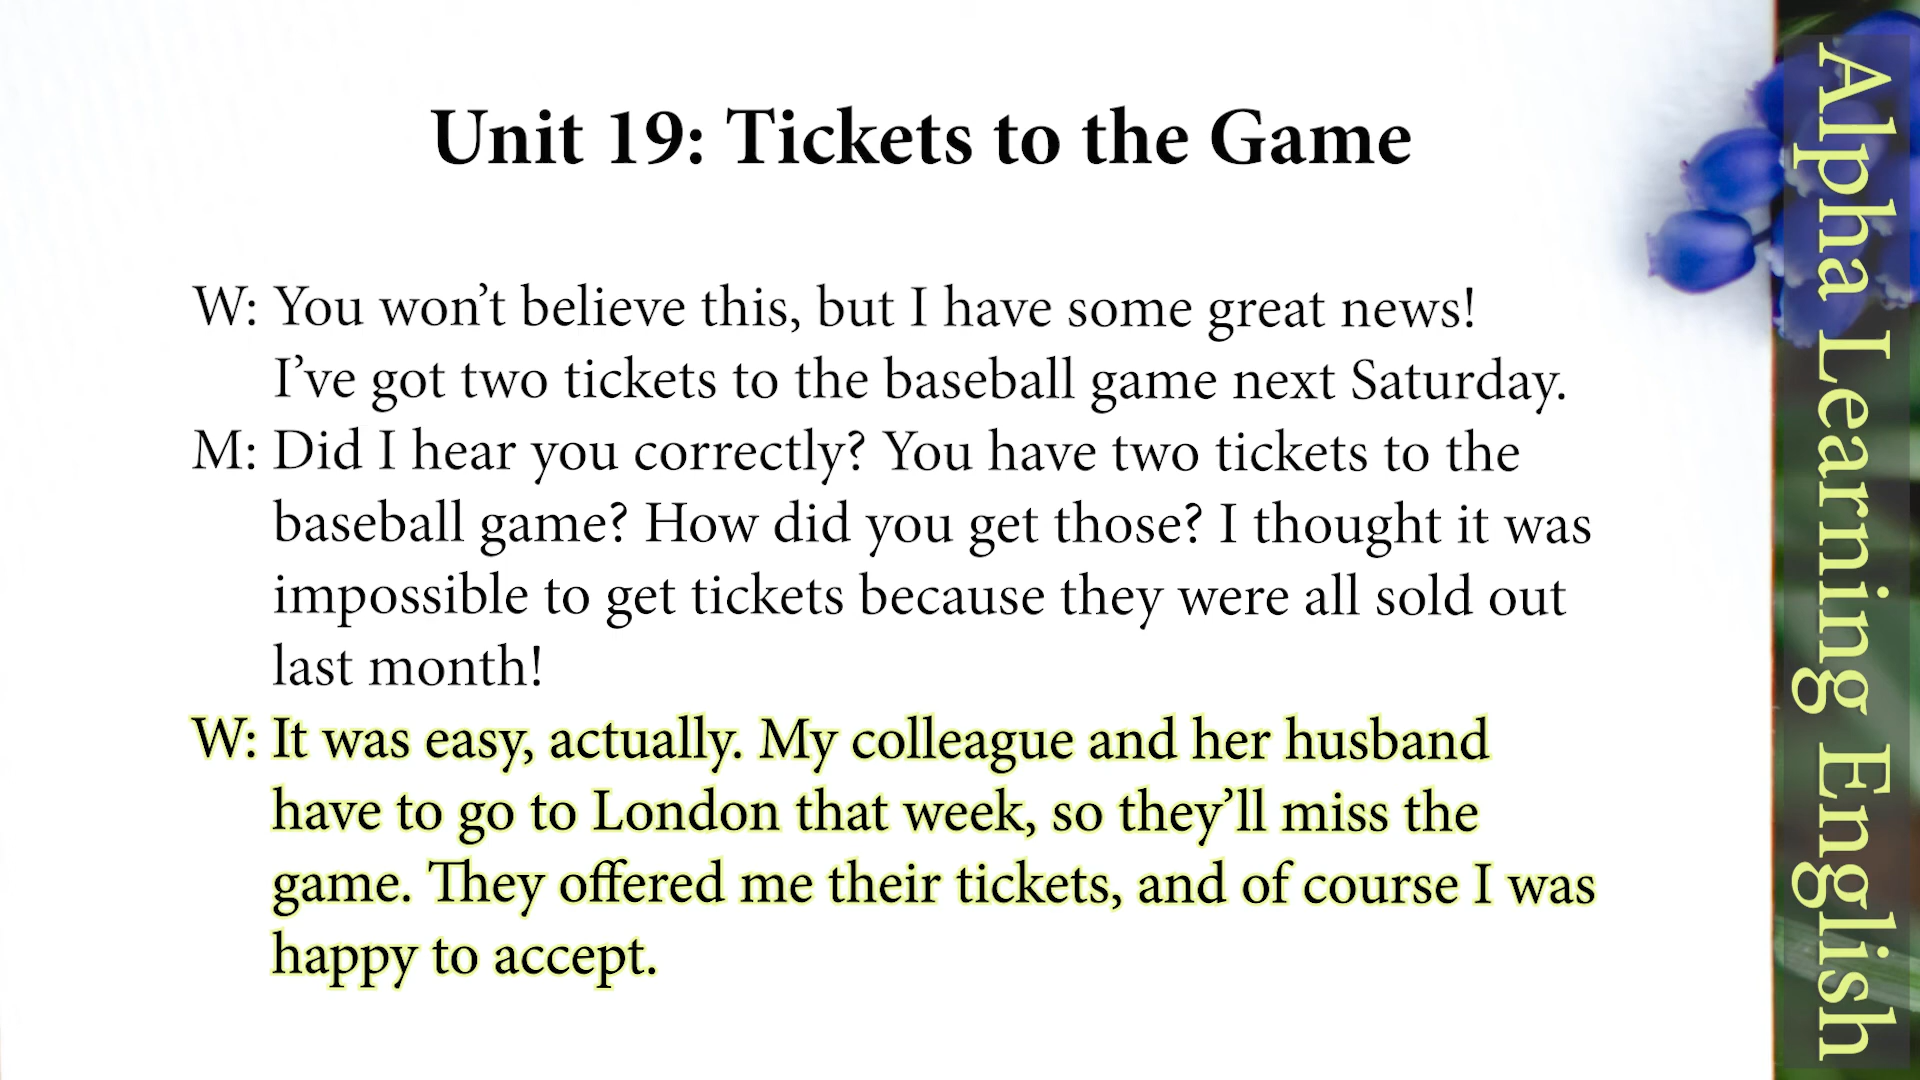 Unit 19: Tickets to the Game
W: You won’t believe this, but I have some great news!
I’ve got two tickets to the baseball game next Saturday.
M: Did I hear you correctly? You have two tickets to the
baseball game? How did you get those? I thought it was
impossible to get tickets because they were all sold out
last month!
W: It was easy, actually. My colleague and her husband
have to go to London that week, so they’ll miss the
game. They offered me their tickets, and of course I was
happy to accept.
Alpha Learning English